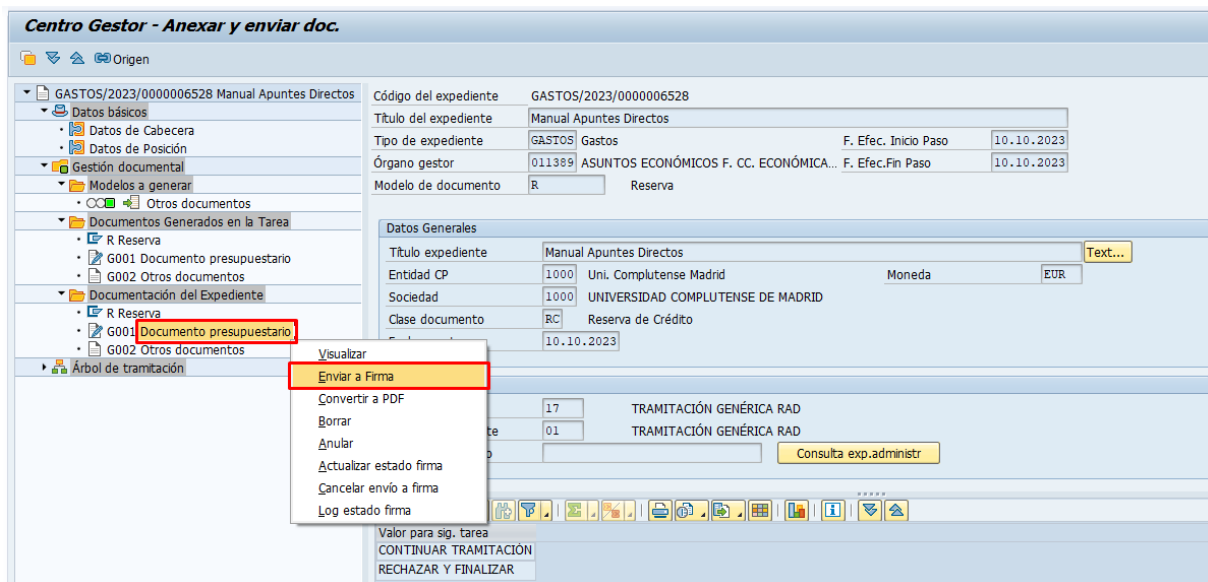 Centro Gestor - Anexar y enviar doc.
Origen
GASTOS/2023/0000006528 Manual Apuntes Directos
Datos básicos
Datos de Cabecera
Datos de Posición
Gestión documental
Modelos a generar
Otros documentos
Documentos Generados en la Tarea
R Reserva
G001 Documento presupuestario
G002 Otros documentos
Documentación del Expediente
R Reserva
G001 Documento presupuestario
G002 Otros documentos
Árbol de tramitación
Visualizar
Enviar a Firma
Convertir a PDF
Borrar
Anular
Actualizar estado firma
Cancelar envío a firma
Log estado firma
Código del expediente GASTOS/2023/0000006528
Título del expediente Manual Apuntes Directos
Tipo de expediente GASTOS Gastos F. Efec. Inicio Paso 10.10.2023
Órgano gestor 011389 ASUNTOS ECONÓMICOS F. CC. ECONÓMICA... F. Efec.Fin Paso 10.10.2023
Modelo de documento R Reserva
Datos Generales
Título expediente Manual Apuntes Directos Text...
Entidad CP 1000 Uni. Complutense Madrid Moneda EUR
Sociedad 1000 UNIVERSIDAD COMPLUTENSE DE MADRID
Clase documento RC Reserva de Crédito
10.10.2023
17 TRAMITACIÓN GENÉRICA RAD
te 01 TRAMITACIÓN GENÉRICA RAD
Consulta exp.administr
Valor para sig. tarea
CONTINUAR TRAMITACIÓN
RECHAZAR Y FINALIZAR